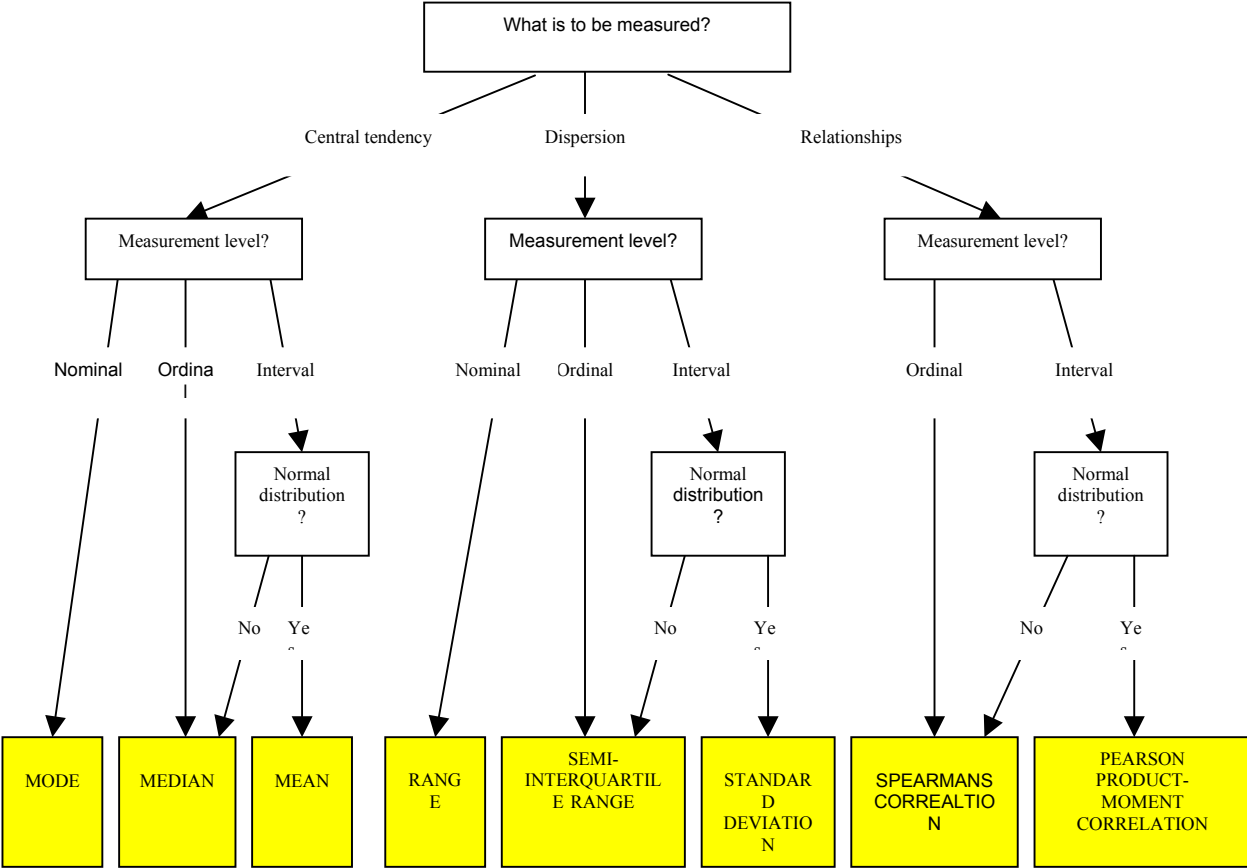 What is to be measured?
Central tendency
Dispersion
Relationships
Measurement level?
Measurement level?
Measurement level?
Nominal
Ordina
l
Interval
Nominal
Ordinal
Interval
Ordinal
Interval
Normal
distribution
?
Normal
distribution
?
Normal
distribution
?
No
Ye
s
No
Ye
s
No
Ye
s
MODE
MEDIAN
MEAN
RANG
E
SEMI-
INTERQUARTIL
E RANGE
STANDAR
D
DEVIATIO
N
SPEARMANS
CORREALTIO
N
PEARSON
PRODUCT-
MOMENT
CORRELATION